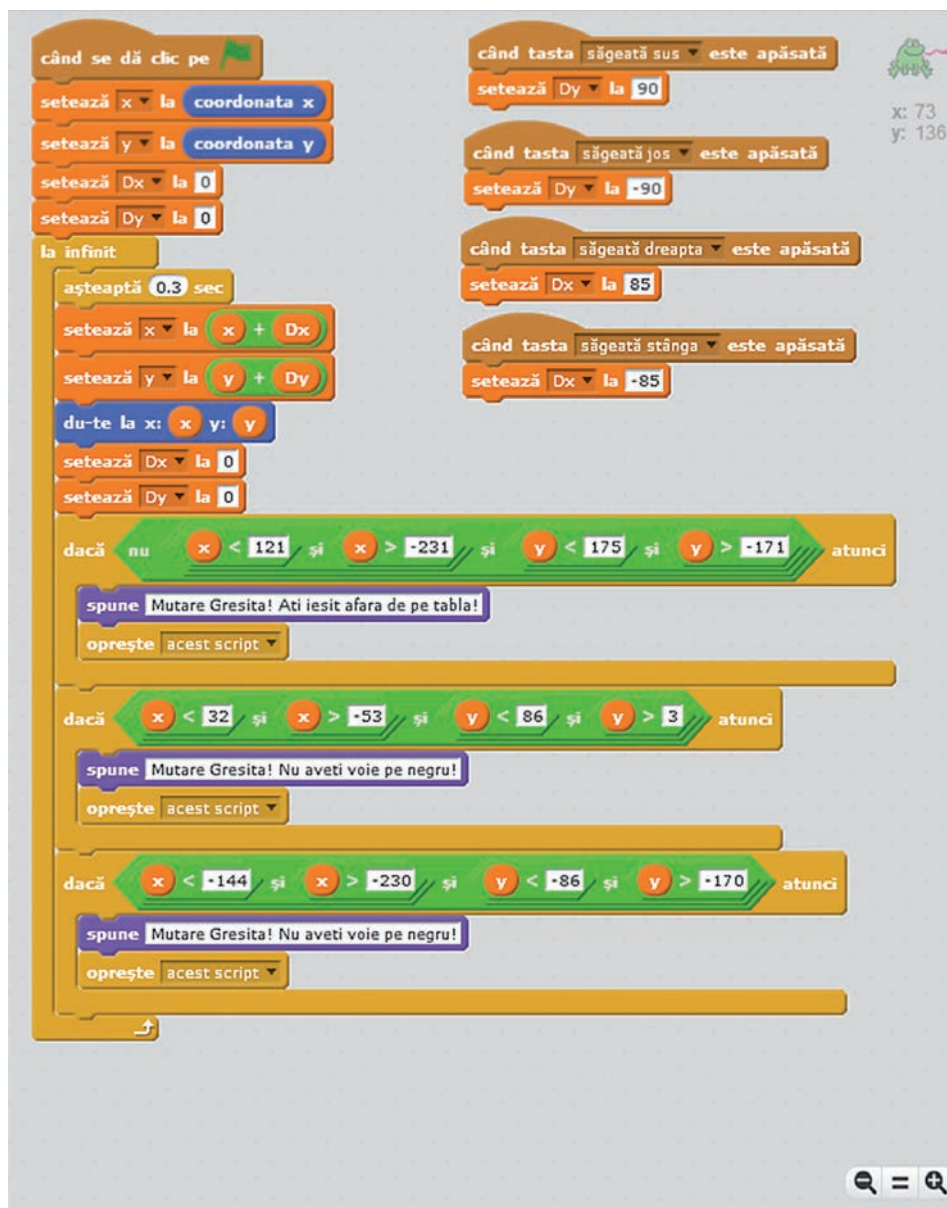 când se dă clic pe
setează x la coordonata x
setează y la coordonata y
setează Dx la 0
setează Dy la 0
la infinit
așteaptă 0.3 sec
setează x la x + Dx
setează y la y + Dy
du-te la x: x y: y
setează Dx la 0
setează Dy la 0
dacă nu x < 121 și x > -231 și y < 175 și y > -171 atunci
spune Mutare Gresita! Ati iesit afara de pe tabla!
oprește acest script
dacă x < 32 și x > -53 și y < 86 și y > 3 atunci
spune Mutare Gresita! Nu aveti voie pe negru!
oprește acest script
dacă x < -144 și x > -230 și y < -86 și y > -170 atunci
spune Mutare Gresita! Nu aveti voie pe negru!
oprește acest script
când tasta săgeată sus este apăsată
setează Dy la 90
când tasta săgeată jos este apăsată
setează Dy la -90
când tasta săgeată dreapta este apăsată
setează Dx la 85
când tasta săgeată stânga este apăsată
setează Dx la -85
x: 73
y: 136